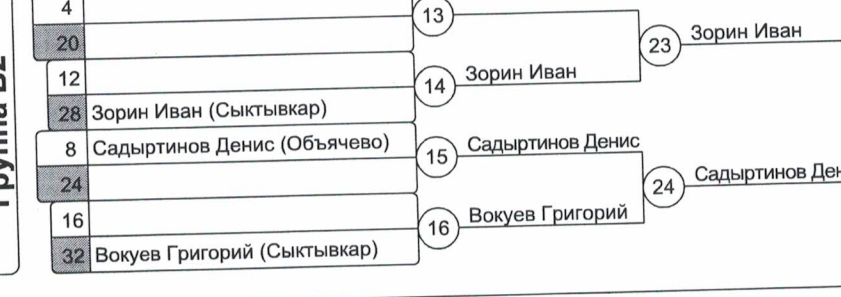 4
13
20
12
14
Зорин Иван
23
Зорин Иван
28 Зорин Иван (Сыктывкар)
8 Садыртинов Денис (Объячево)
15
Садыртинов Денис
24
24
16
16
Вокуев Григорий
32 Вокуев Григорий (Сыктывкар)